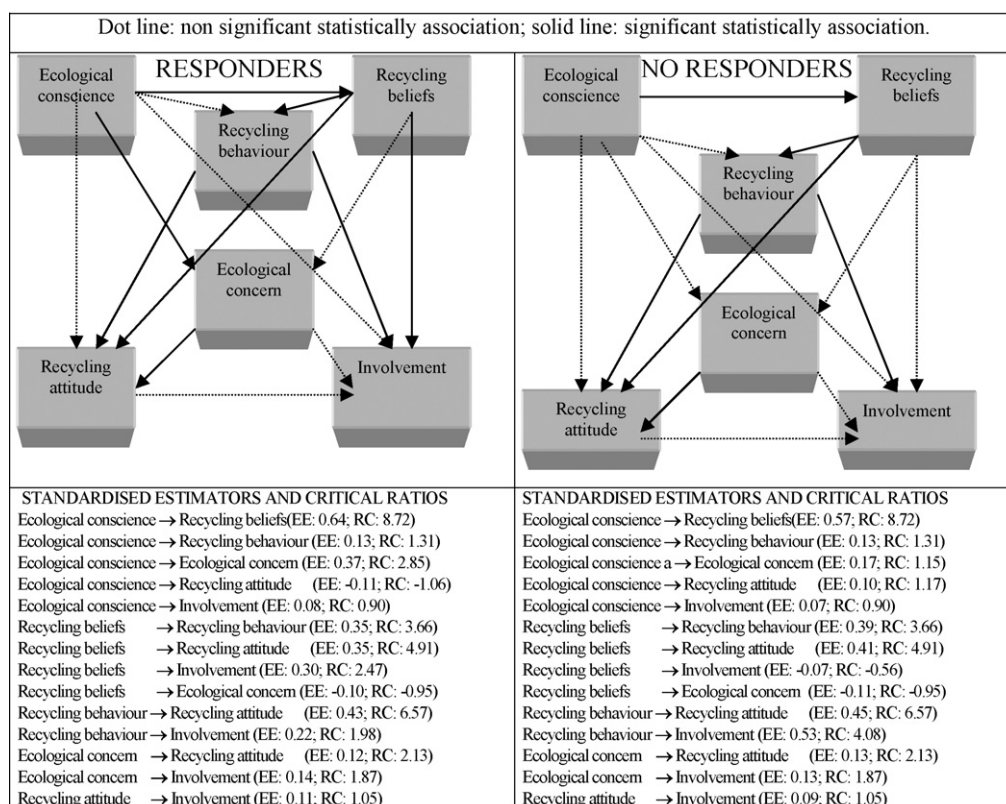 Dot line: non significant statistically association; solid line: significant statistically association.
RESPONDERS
Ecological
conscience
Recycling
beliefs
Recycling
behaviour
Ecological
concern
Recycling
attitude
Involvement
NO RESPONDERS
Ecological
conscience
Recycling
beliefs
Recycling
behaviour
Ecological
concern
Recycling
attitude
Involvement
STANDARDISED ESTIMATORS AND CRITICAL RATIOS
Ecological conscience → Recycling beliefs(EE: 0.64; RC: 8.72)
Ecological conscience → Recycling behaviour (EE: 0.13; RC: 1.31)
Ecological conscience → Ecological concern (EE: 0.37; RC: 2.85)
Ecological conscience → Recycling attitude (EE: -0.11; RC: -1.06)
Ecological conscience → Involvement (EE: 0.08; RC: 0.90)
Recycling beliefs → Recycling behaviour (EE: 0.35; RC: 3.66)
Recycling beliefs → Recycling attitude (EE: 0.35; RC: 4.91)
Recycling beliefs → Involvement (EE: 0.30; RC: 2.47)
Recycling beliefs → Ecological concern (EE: -0.10; RC: -0.95)
Recycling behaviour → Recycling attitude (EE: 0.43; RC: 6.57)
Recycling behaviour → Involvement (EE: 0.22; RC: 1.98)
Ecological concern → Recycling attitude (EE: 0.12; RC: 2.13)
Ecological concern → Involvement (EE: 0.14; RC: 1.87)
Recycling attitude → Involvement (EE: 0.11; RC: 1.05)
STANDARDISED ESTIMATORS AND CRITICAL RATIOS
Ecological conscience → Recycling beliefs(EE: 0.57; RC: 8.72)
Ecological conscience → Recycling behaviour (EE: 0.13; RC: 1.31)
Ecological conscience a → Ecological concern (EE: 0.17; RC: 1.15)
Ecological conscience → Recycling attitude (EE: 0.10; RC: 1.17)
Ecological conscience → Involvement (EE: 0.07; RC: 0.90)
Recycling beliefs → Recycling behaviour (EE: 0.39; RC: 3.66)
Recycling beliefs → Recycling attitude (EE: 0.41; RC: 4.91)
Recycling beliefs → Involvement (EE: -0.07; RC: -0.56)
Recycling beliefs → Ecological concern (EE: -0.11; RC: -0.95)
Recycling behaviour → Recycling attitude (EE: 0.45; RC: 6.57)
Recycling behaviour → Involvement (EE: 0.53; RC: 4.08)
Ecological concern → Recycling attitude (EE: 0.13; RC: 2.13)
Ecological concern → Involvement (EE: 0.13; RC: 1.87)
Recycling attitude → Involvement (EE: 0.09; RC: 1.05)